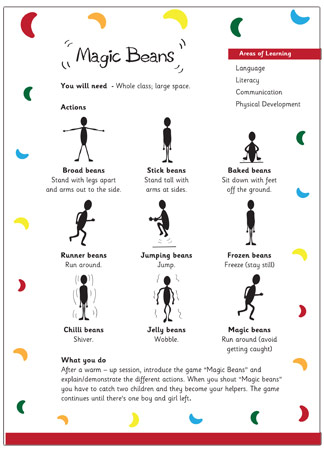 Magic Beans
Areas of Learning
Language
Literacy
Communication
Physical Development
You will need - Whole class; large space.
Actions
Broad beans
Stand with legs apart
and arms out to the side.
Stick beans
Stand tall with
arms at sides.
Baked beans
Sit down with feet
off the ground.
Runner beans
Run around.
Jumping beans
Jump.
Frozen beans
Freeze (stay still)
Chilli beans
Shiver.
Jelly beans
Wobble.
Magic beans
Run around (avoid
getting caught)
What you do
After a warm – up session, introduce the game "Magic Beans" and
explain/demonstrate the different actions. When you shout "Magic beans"
you have to catch two children and they become your helpers. The game
continues until there's one boy and girl left.